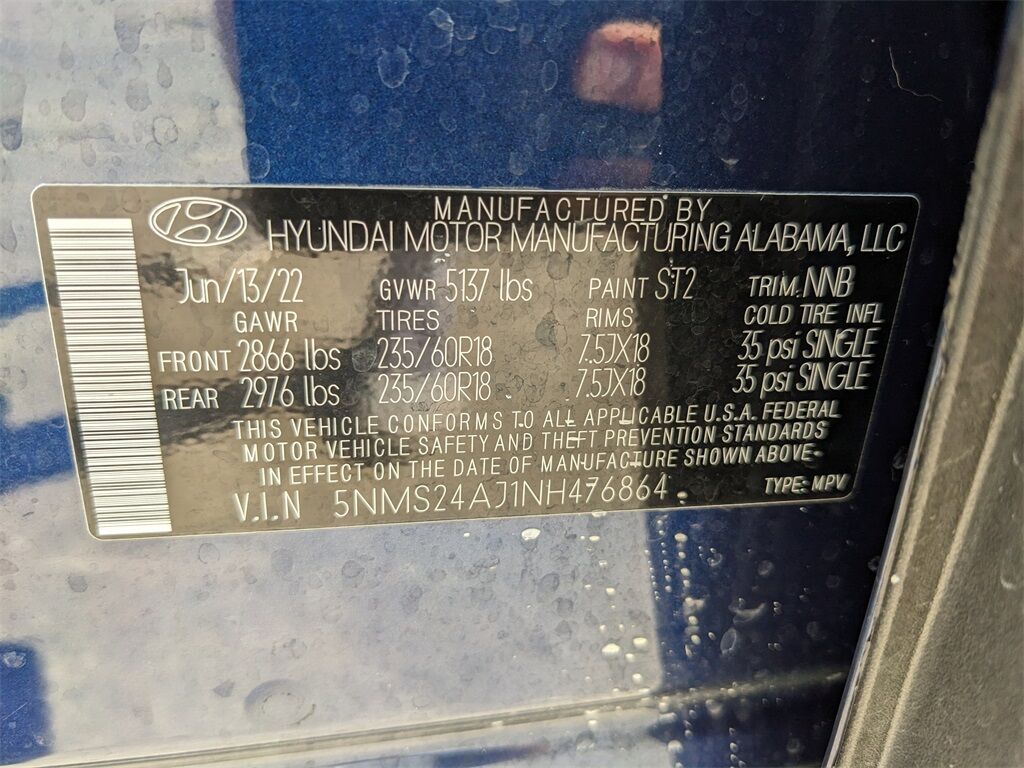 MANUFACTURED BY
HYUNDAI MOTOR MANUFACTURING ALABAMA, LLC
Jun/13/22 GVWR 5137 lbs PAINT ST2 TRIM. NNB
GAWR TIRES RIMS COLD TIRE INFL
FRONT 2866 lbs 235/60R18 7.5JX18 35 psi SINGLE
REAR 2976 lbs 235/60R18 7.5JX18 35 psi SINGLE
THIS VEHICLE CONFORMS TO ALL APPLICABLE U.S.A. FEDERAL
MOTOR VEHICLE SAFETY AND THEFT PREVENTION STANDARDS
IN EFFECT ON THE DATE OF MANUFACTURE SHOWN ABOVE.
V.I.N 5NMS24AJ1NH476864 TYPE: MPV